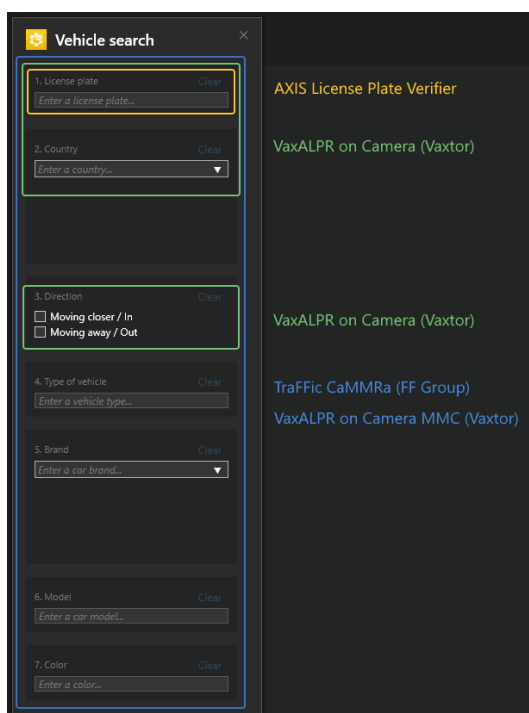 Vehicle search
1. License plate Clear
Enter a license plate...
AXIS License Plate Verifier
2. Country Clear
VaxALPR on Camera (Vaxtor)
Enter a country...
3. Direction Clear
Moving closer / In
VaxALPR on Camera (Vaxtor)
Moving away / Out
4. Type of vehicle Clear
TraFFic CaMMRa (FF Group)
Enter a vehicle type...
VaxALPR on Camera MMC (Vaxtor)
5. Brand Clear
Enter a car brand...
6. Model Clear
Enter a car model...
7. Color Clear
Enter a color...